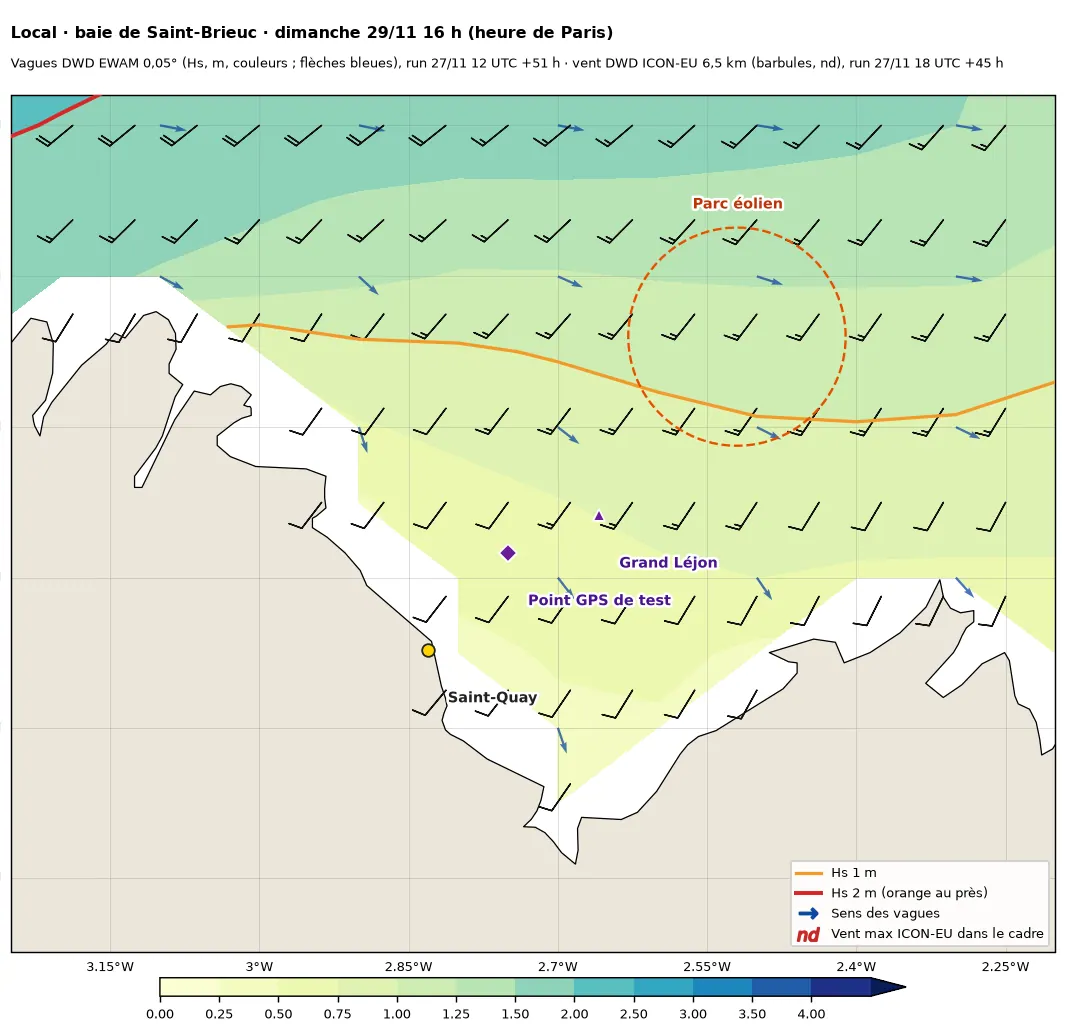 Local · baie de Saint-Brieuc · dimanche 29/11 16 h (heure de Paris)
Vagues DWD EWAM 0,05° (Hs, m, couleurs ; flèches bleues), run 27/11 12 UTC +51 h · vent DWD ICON-EU 6,5 km (barbules, nd), run 27/11 18 UTC +45 h
Parc éolien
Grand Léjon
Point GPS de test
Saint-Quay
Hs 1 m
Hs 2 m (orange au près)
Sens des vagues
nd Vent max ICON-EU dans le cadre
3.15°W 3°W 2.85°W 2.7°W 2.55°W 2.4°W 2.25°W
0.00 0.25 0.50 0.75 1.00 1.25 1.50 2.00 2.50 3.00 3.50 4.00